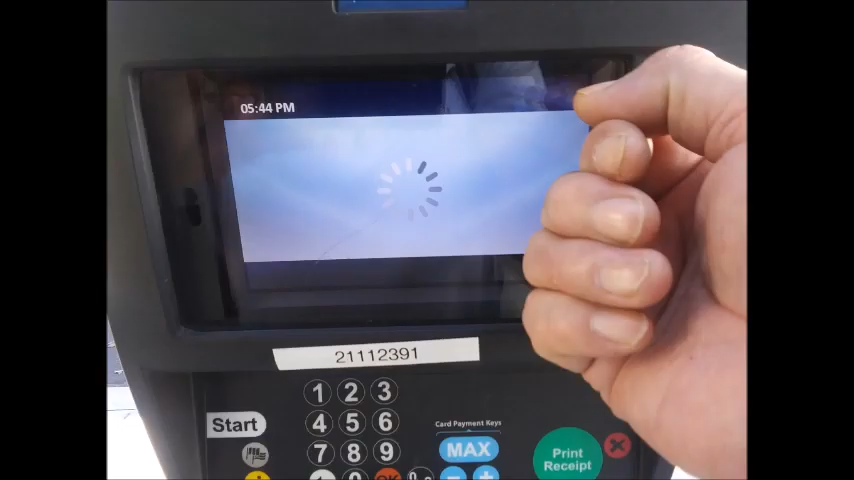 05:44 PM
21112391
1 2 3
Start
4 5 6
Card Payment Keys
7 8 9
MAX
Print
Receipt
OK
- +